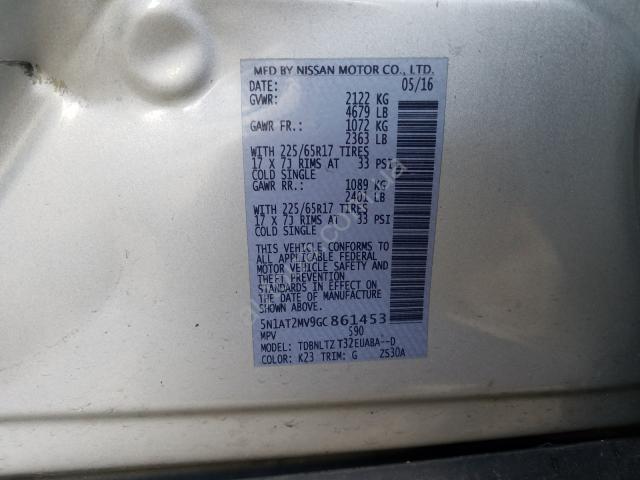 MFD BY NISSAN MOTOR CO., LTD.
DATE: 05/16
GVWR: 2122 KG
4679 LB
GAWR FR.: 1072 KG
2363 LB
WITH 225/65R17 TIRES
17 X 7J RIMS AT 33 PSI
COLD SINGLE
GAWR RR.: 1089 KG
2401 LB
WITH 225/65R17 TIRES
17 X 7J RIMS AT 33 PSI
COLD SINGLE
THIS VEHICLE CONFORMS TO
ALL APPLICABLE FEDERAL
MOTOR VEHICLE SAFETY AND
THEFT PREVENTION
STANDARDS IN EFFECT ON
THE DATE OF MANUFACTURE
SHOWN ABOVE.
5N1AT2MV9GC861453
MPV S90
MODEL: TDBNLTZ T32EUABA--D
COLOR: K23 TRIM: G ZS30A